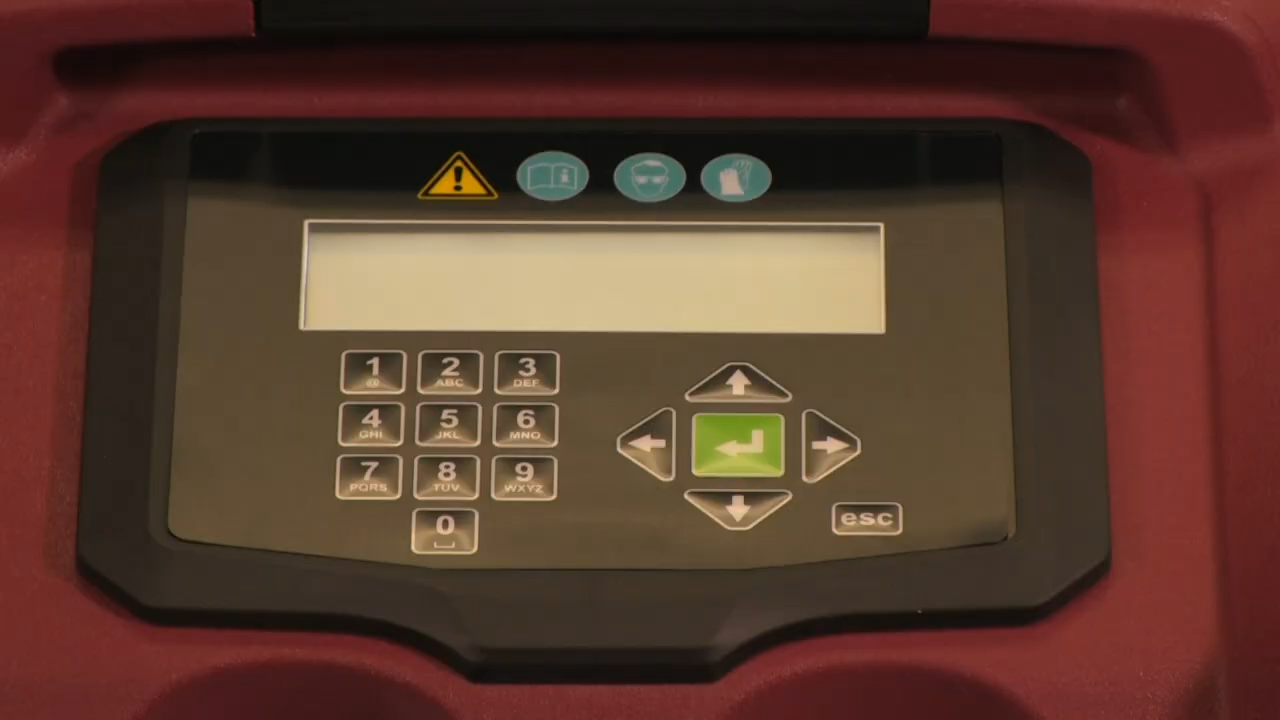 1 2 3
@ ABC DEF
4 5 6
GHI JKL MNO
7 8 9
PQRS TUV WXYZ
0
esc